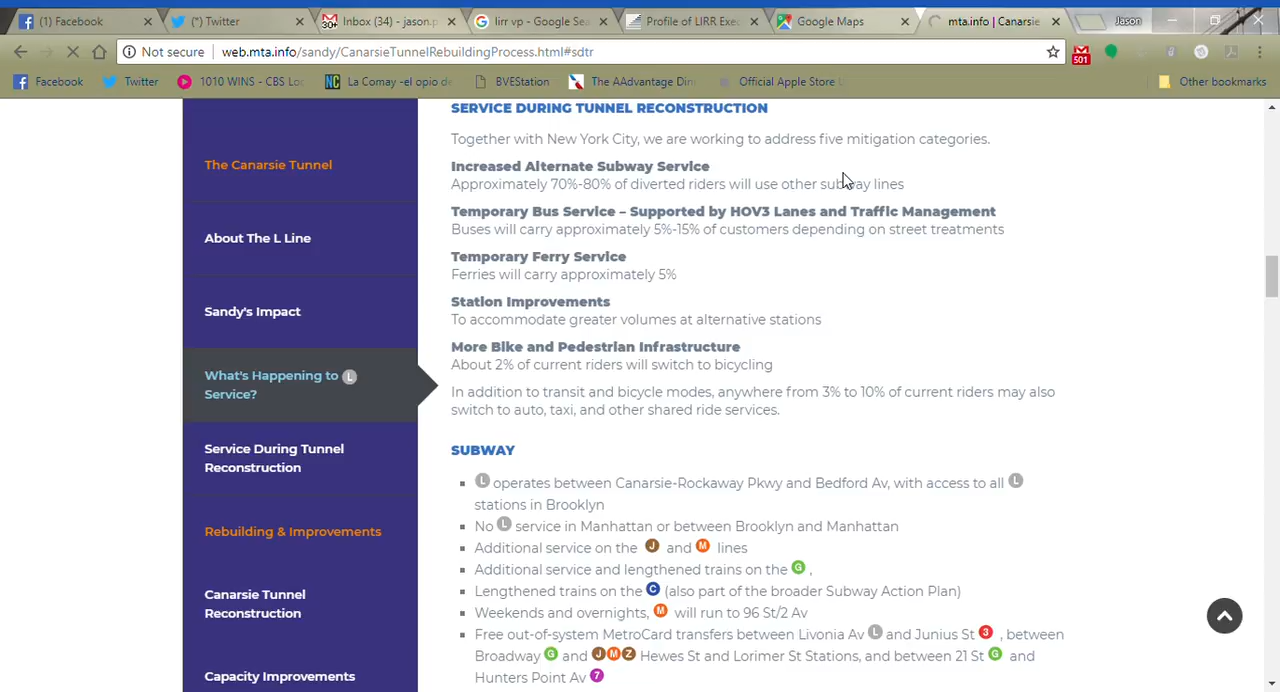 (1) Facebook
(*) Twitter
Inbox (34) - jason.p
lirr vp - Google Sea
Profile of LIRR Exec
Google Maps
mta.info | Canarsie
Jason
Not secure
web.mta.info/sandy/CanarsieTunnelRebuildingProcess.html#sdtr
501
Facebook
Twitter
1010 WINS - CBS Loc
La Comay -el opio de
BVEStation
The AAdvantage Din
Official Apple Store
Other bookmarks
The Canarsie Tunnel
About The L Line
Sandy's Impact
What's Happening to L
Service?
Service During Tunnel
Reconstruction
Rebuilding & Improvements
Canarsie Tunnel
Reconstruction
Capacity Improvements
SERVICE DURING TUNNEL RECONSTRUCTION
Together with New York City, we are working to address five mitigation categories.
Increased Alternate Subway Service
Approximately 70%-80% of diverted riders will use other subway lines
Temporary Bus Service – Supported by HOV3 Lanes and Traffic Management
Buses will carry approximately 5%-15% of customers depending on street treatments
Temporary Ferry Service
Ferries will carry approximately 5%
Station Improvements
To accommodate greater volumes at alternative stations
More Bike and Pedestrian Infrastructure
About 2% of current riders will switch to bicycling
In addition to transit and bicycle modes, anywhere from 3% to 10% of current riders may also
switch to auto, taxi, and other shared ride services.
SUBWAY
L operates between Canarsie-Rockaway Pkwy and Bedford Av, with access to all L
stations in Brooklyn
No L service in Manhattan or between Brooklyn and Manhattan
Additional service on the J and M lines
Additional service and lengthened trains on the G ,
Lengthened trains on the C (also part of the broader Subway Action Plan)
Weekends and overnights, M will run to 96 St/2 Av
Free out-of-system MetroCard transfers between Livonia Av L and Junius St 3 , between
Broadway G and J M Z Hewes St and Lorimer St Stations, and between 21 St G and
Hunters Point Av 7